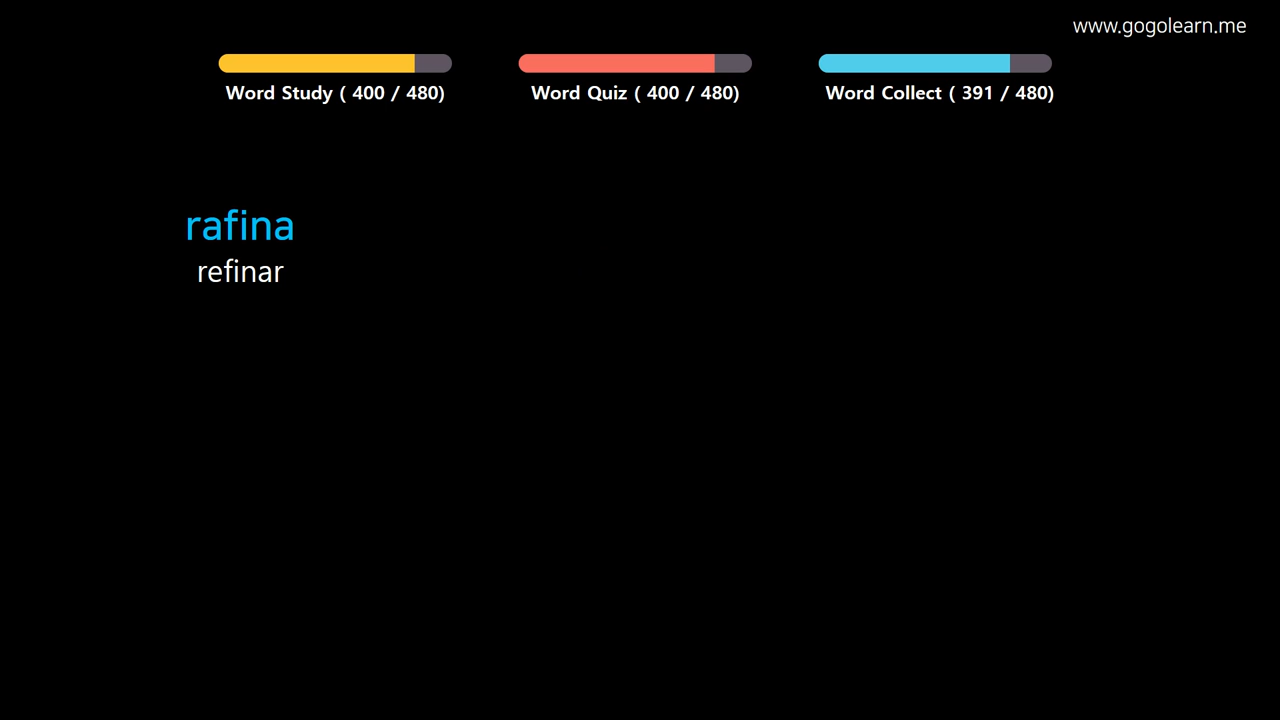 www.gogolearn.me
Word Study ( 400 / 480)
Word Quiz ( 400 / 480)
Word Collect ( 391 / 480)
rafina
refinar